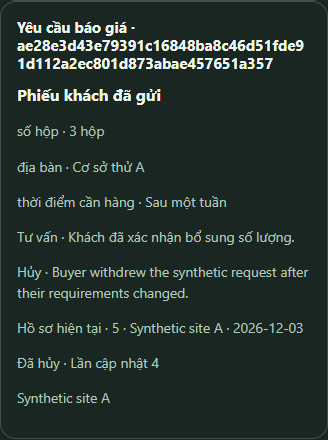 Yêu cầu báo giá ·
ae28e3d43e79391c16848ba8c46d51fde9
1d112a2ec801d873abae457651a357
Phiếu khách đã gửi
số hộp · 3 hộp
địa bàn · Cơ sở thử A
thời điểm cần hàng · Sau một tuần
Tư vấn · Khách đã xác nhận bổ sung số lượng.
Hủy · Buyer withdrew the synthetic request after
their requirements changed.
Hồ sơ hiện tại · 5 · Synthetic site A · 2026-12-03
Đã hủy · Lần cập nhật 4
Synthetic site A